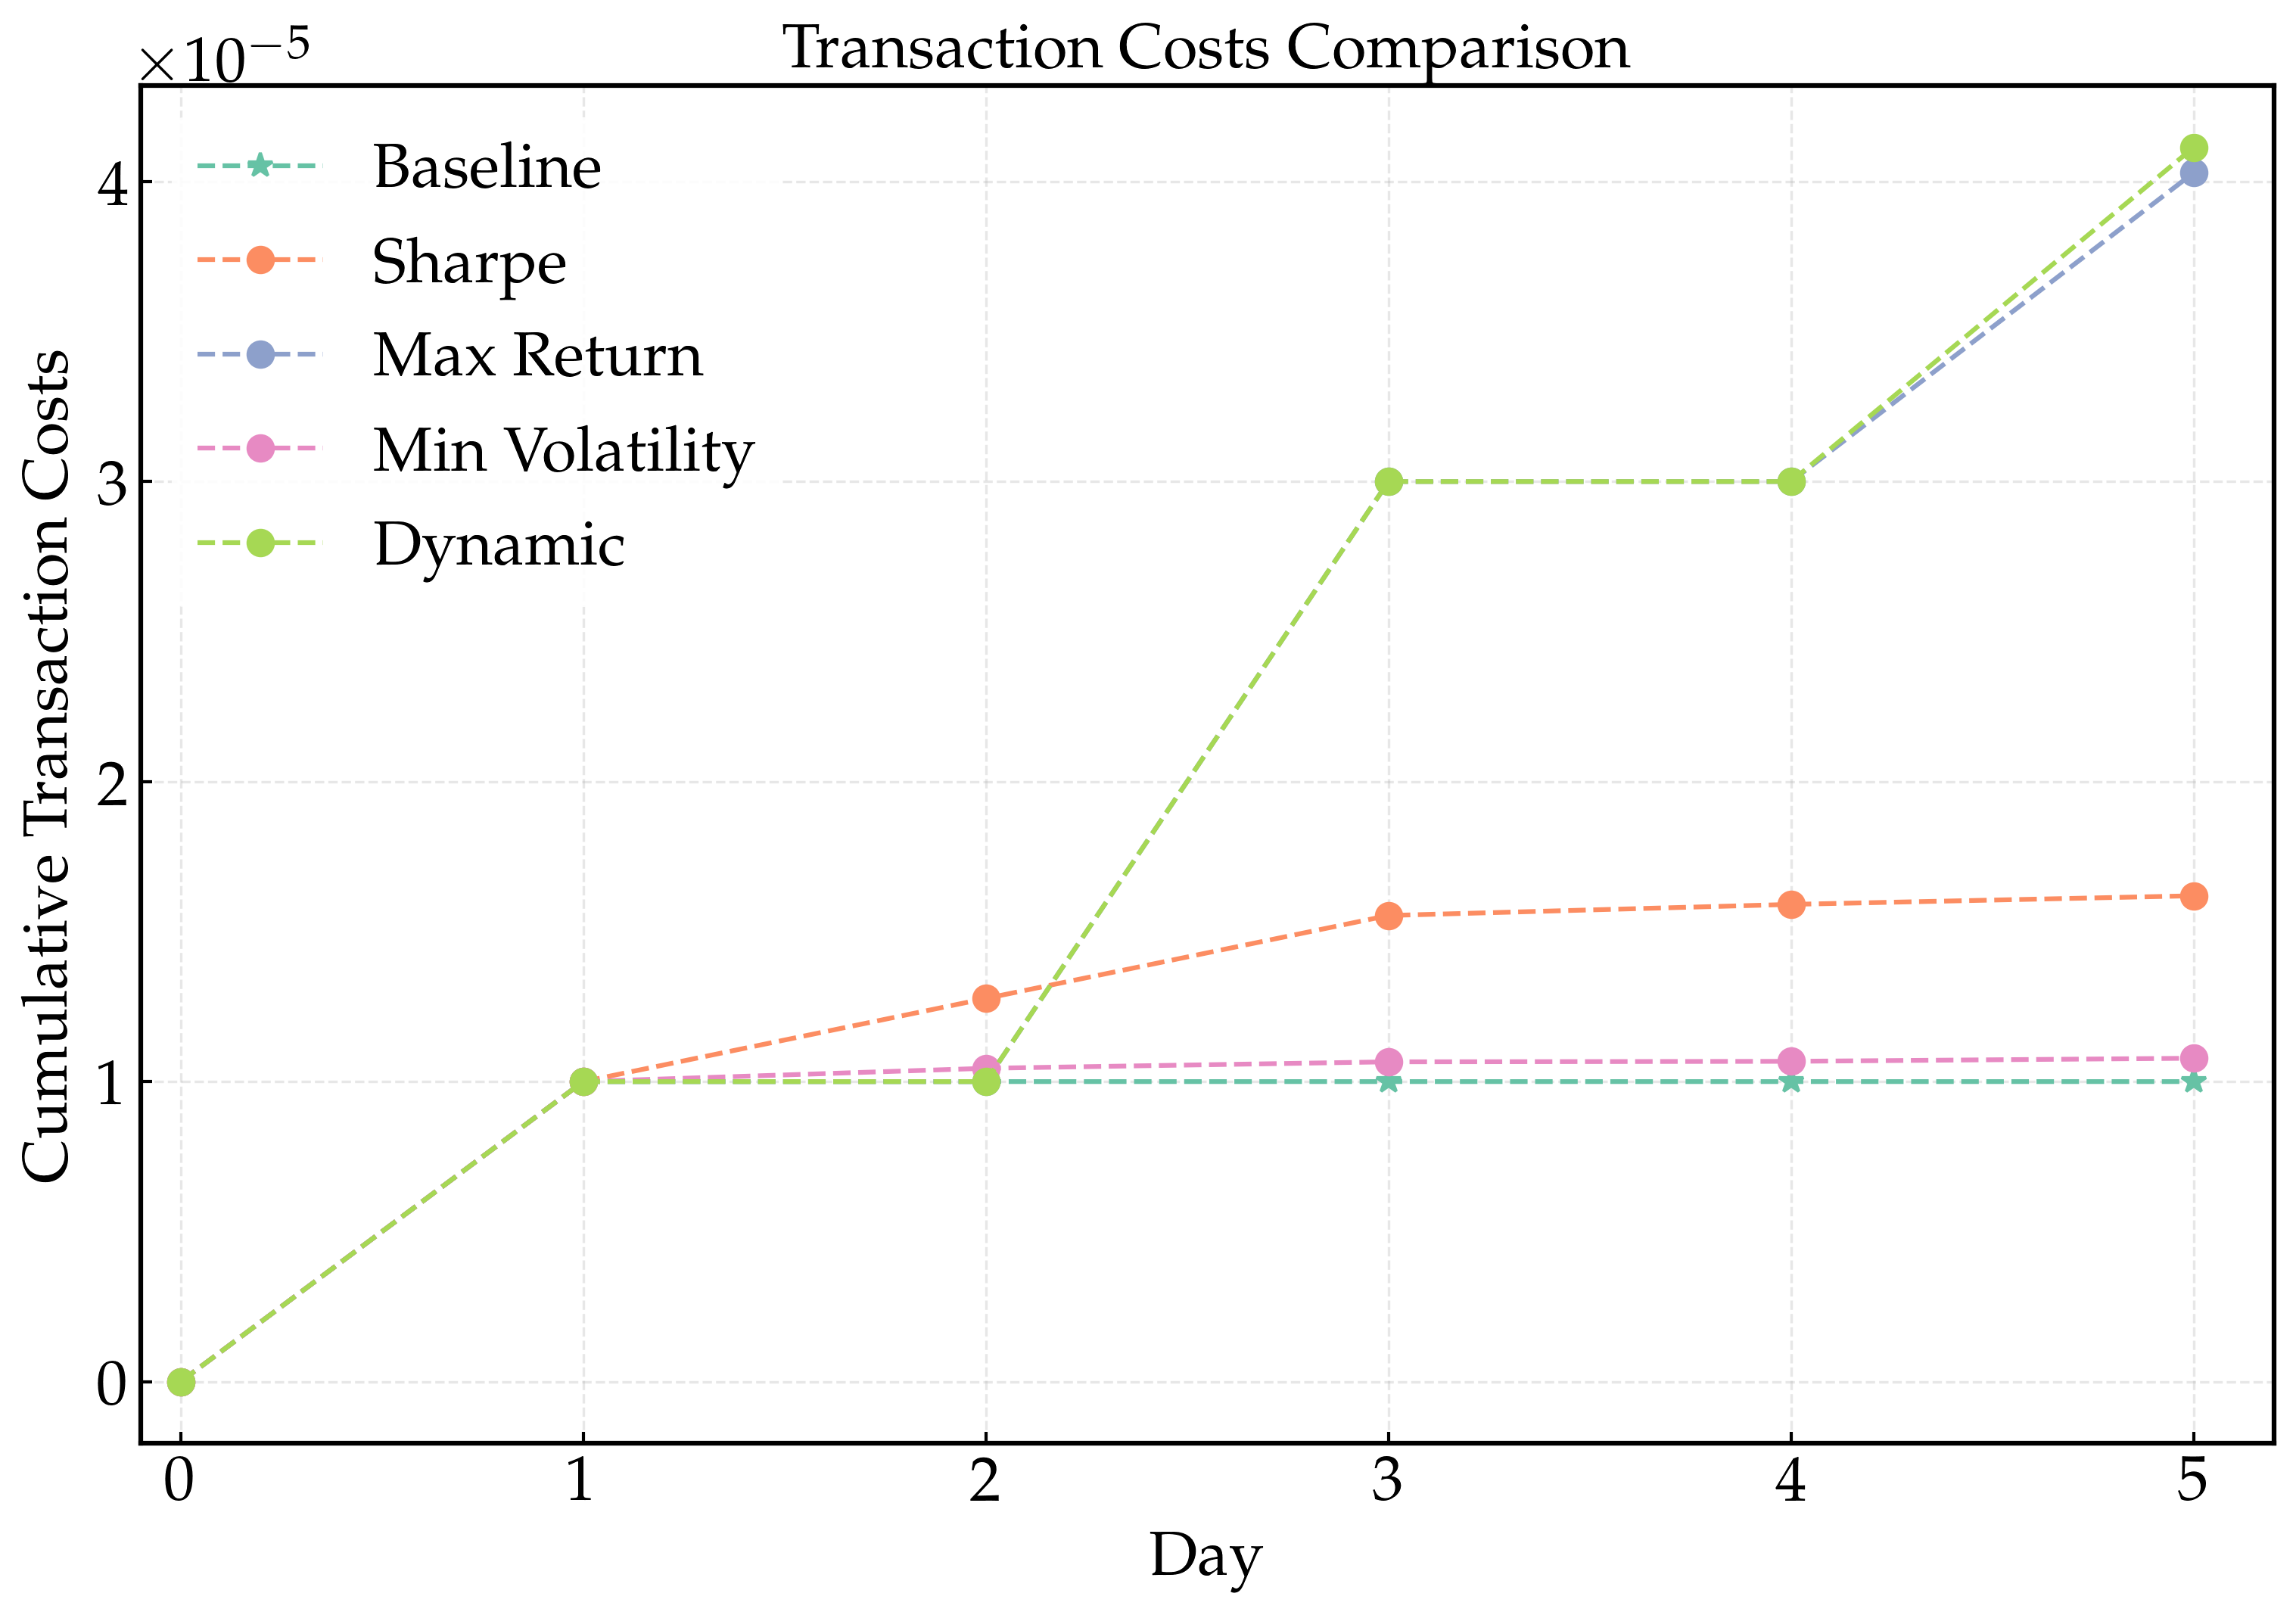 Transaction Costs Comparison
×10⁻⁵
Baseline
Sharpe
Max Return
Min Volatility
Dynamic
Cumulative Transaction Costs
4
3
2
1
0
0 1 2 3 4 5
Day